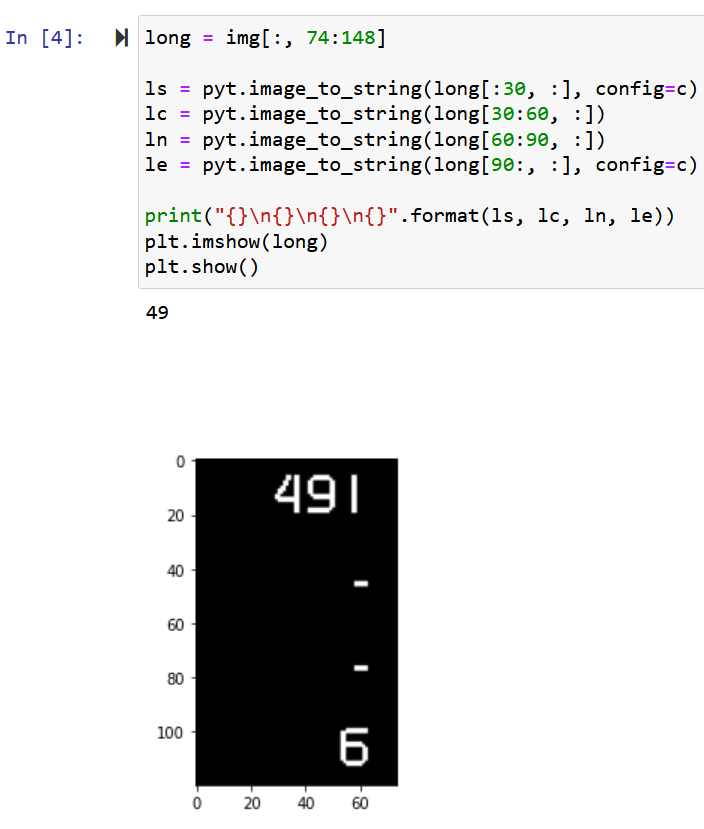 In [4]:
long = img[:, 74:148]
ls = pyt.image_to_string(long[:30, :], config=c)
lc = pyt.image_to_string(long[30:60, :])
ln = pyt.image_to_string(long[60:90, :])
le = pyt.image_to_string(long[90:, :], config=c)
print("{}\n{}\n{}\n{}".format(ls, lc, ln, le))
plt.imshow(long)
plt.show()
49
0
491
20
40
-
60
-
80
100
6
0 20 40 60